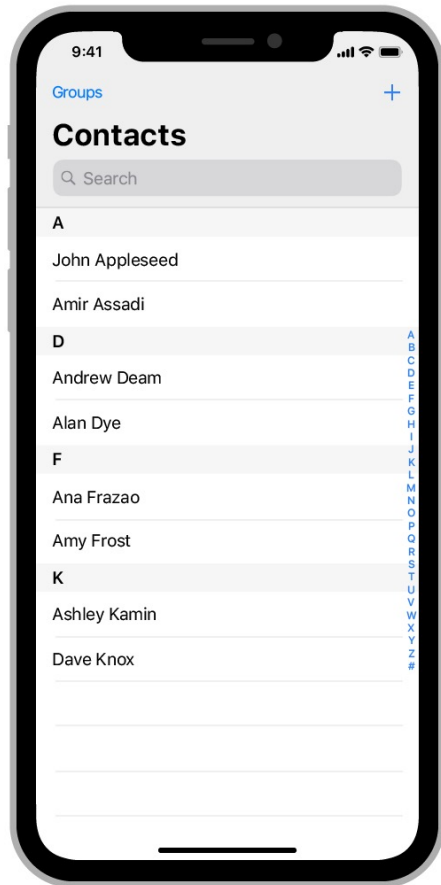 9:41
Groups
+
Contacts
Search
A
John Appleseed
Amir Assadi
D
Andrew Deam
Alan Dye
F
Ana Frazao
Amy Frost
K
Ashley Kamin
Dave Knox
A
B
C
D
E
F
G
H
I
J
K
L
M
N
O
P
Q
R
S
T
U
V
W
X
Y
Z
#